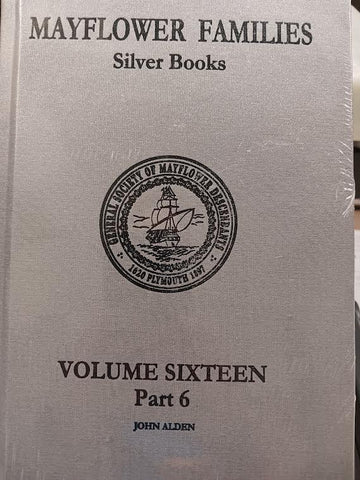 MAYFLOWER FAMILIES
Silver Books
GENERAL SOCIETY OF MAYFLOWER DESCENDANTS
1620 PLYMOUTH 1897
VOLUME SIXTEEN
Part 6
JOHN ALDEN